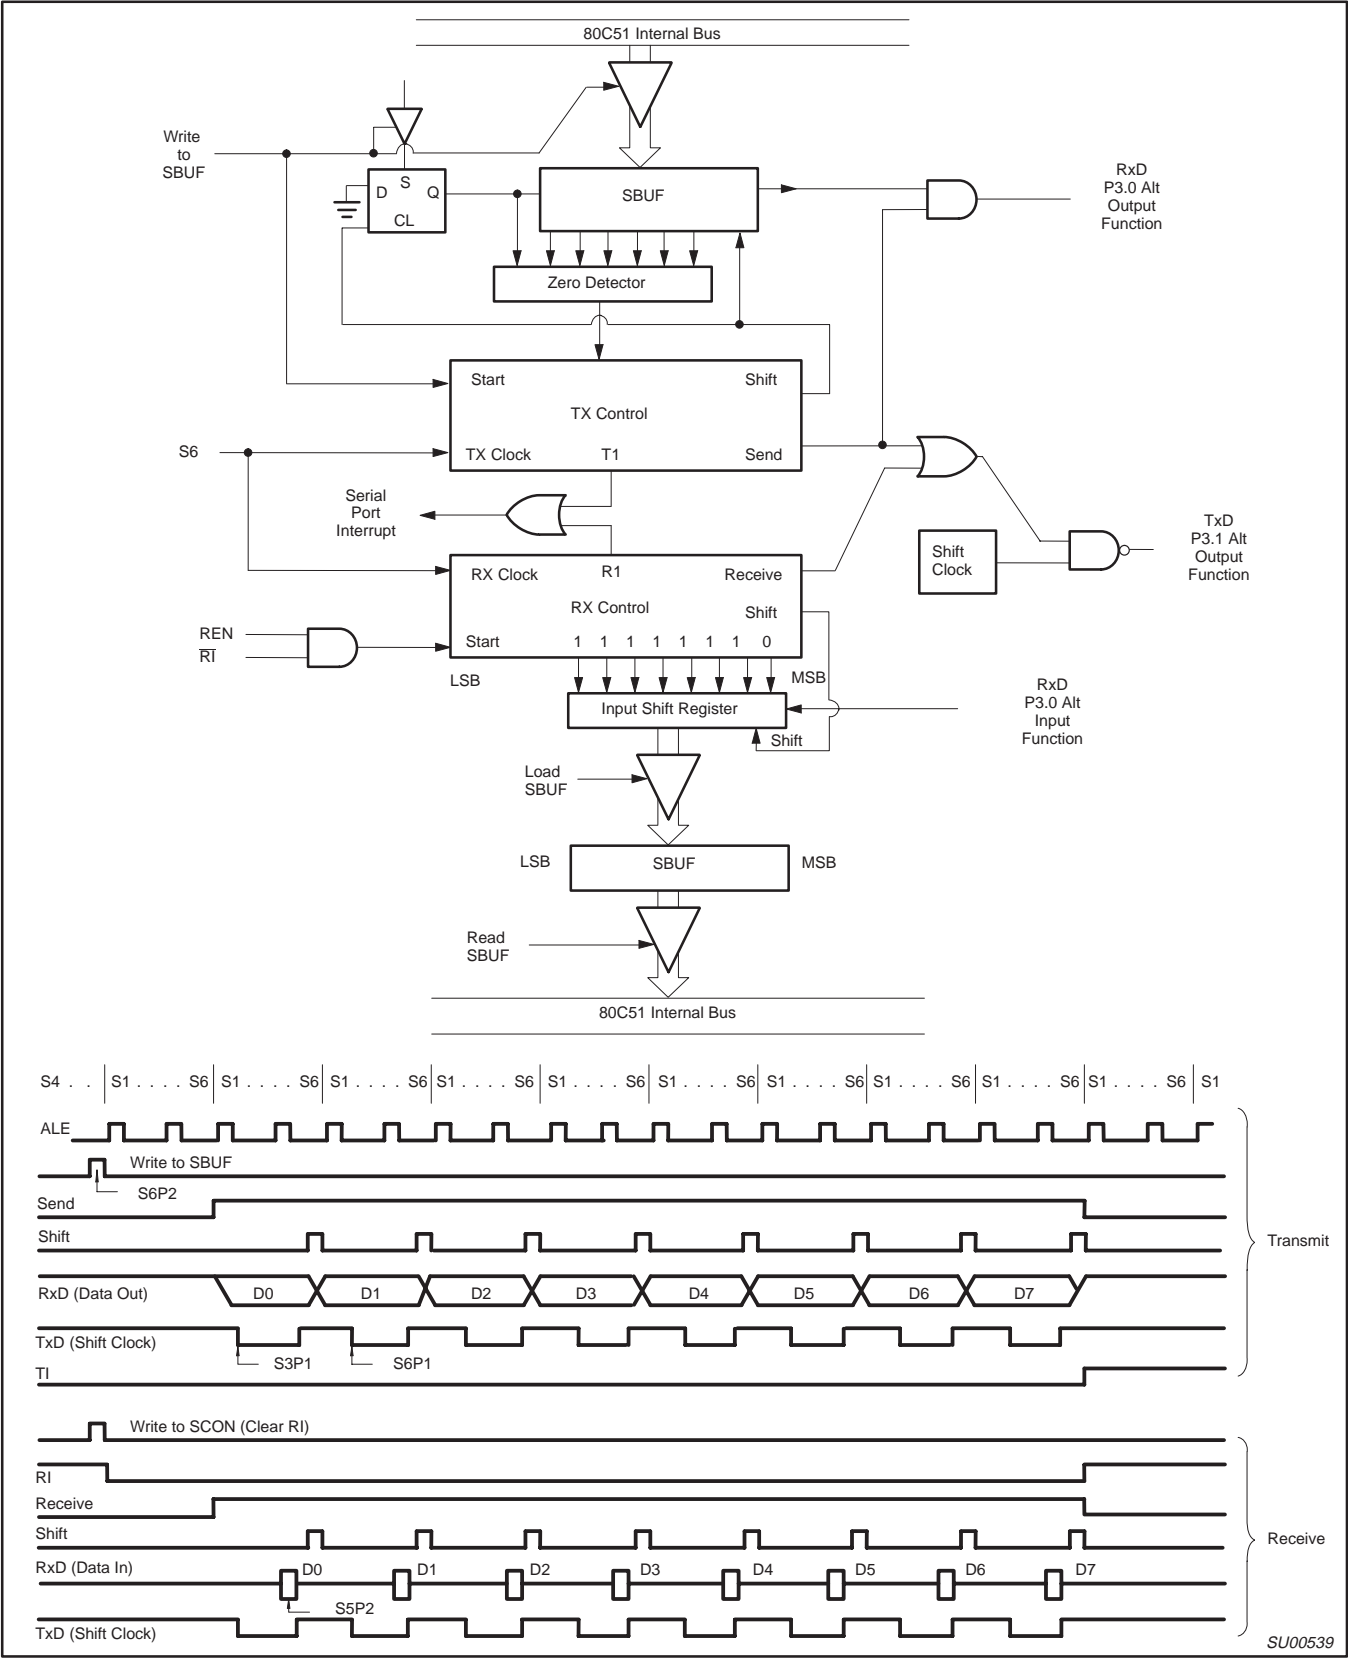 80C51 Internal Bus
Write
to
SBUF
D
S
Q
CL
SBUF
RxD
P3.0 Alt
Output
Function
Zero Detector
Start
Shift
TX Control
S6
TX Clock
T1
Send
Serial
Port
Interrupt
TxD
P3.1 Alt
Output
Function
Shift
Clock
RX Clock
R1
Receive
RX Control
Shift
REN
RI
Start
1 1 1 1 1 1 1 0
LSB
MSB
Input Shift Register
RxD
P3.0 Alt
Input
Function
Shift
Load
SBUF
LSB
SBUF
MSB
Read
SBUF
80C51 Internal Bus
S4 . . S1 . . . . S6 S1 . . . . S6 S1 . . . . S6 S1 . . . . S6 S1 . . . . S6 S1 . . . . S6 S1 . . . . S6 S1 . . . . S6 S1 . . . . S6 S1 . . . . S6 S1
ALE
Write to SBUF
S6P2
Send
Shift
Transmit
RxD (Data Out)
D0 D1 D2 D3 D4 D5 D6 D7
TxD (Shift Clock)
S3P1
S6P1
TI
Write to SCON (Clear RI)
RI
Receive
Shift
Receive
RxD (Data In)
D0 D1 D2 D3 D4 D5 D6 D7
S5P2
TxD (Shift Clock)
SU00539